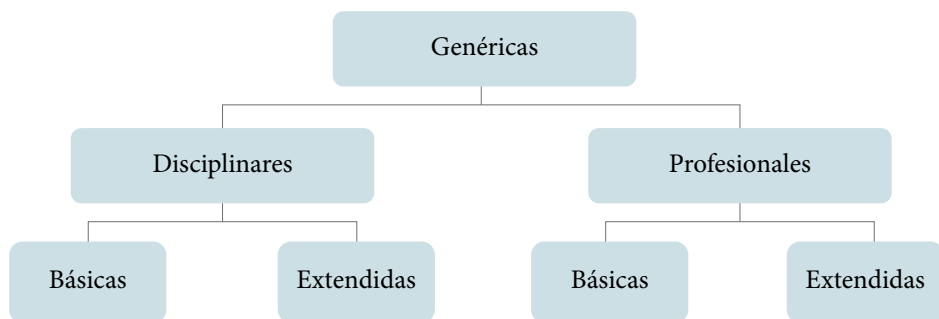 Genéricas
Disciplinares
Profesionales
Básicas
Extendidas
Básicas
Extendidas